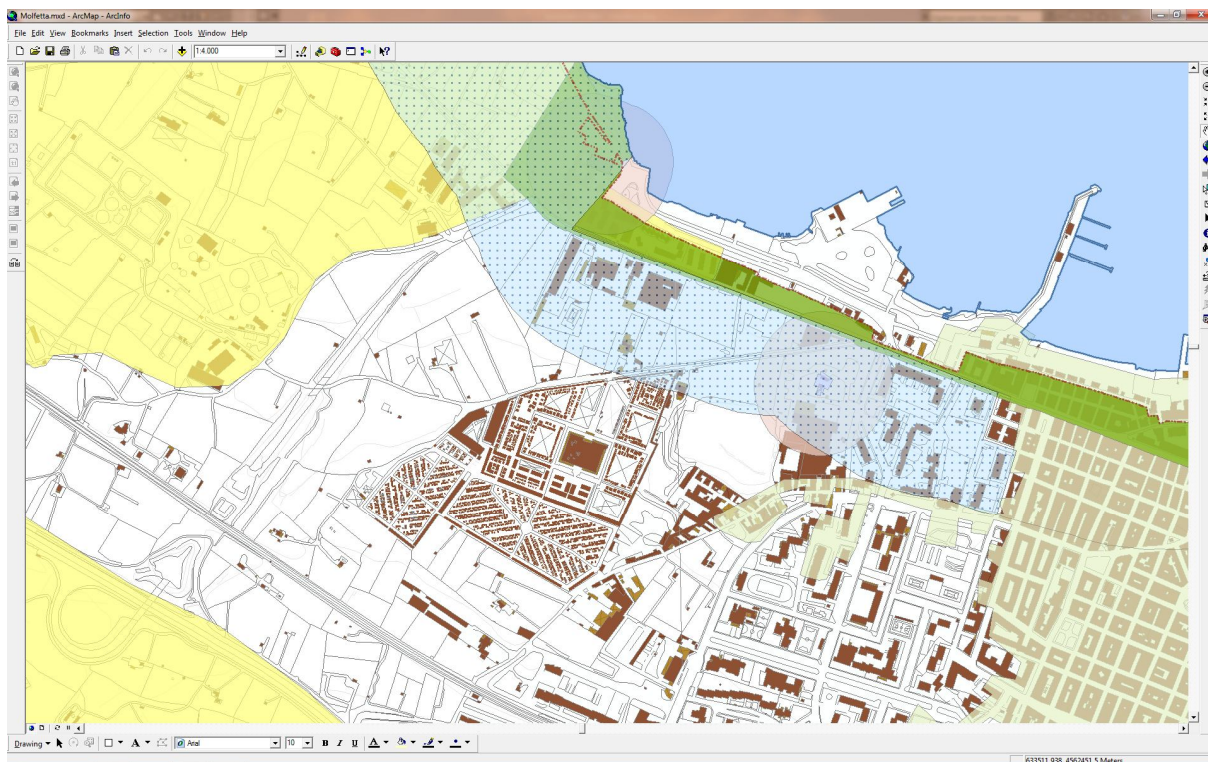 Molfetta.mxd - ArcMap - ArcInfo
File Edit View Bookmarks Insert Selection Tools Window Help
1:4.000
Drawing A Arial 10 B I U A
633511,938 4562451,5 Meters